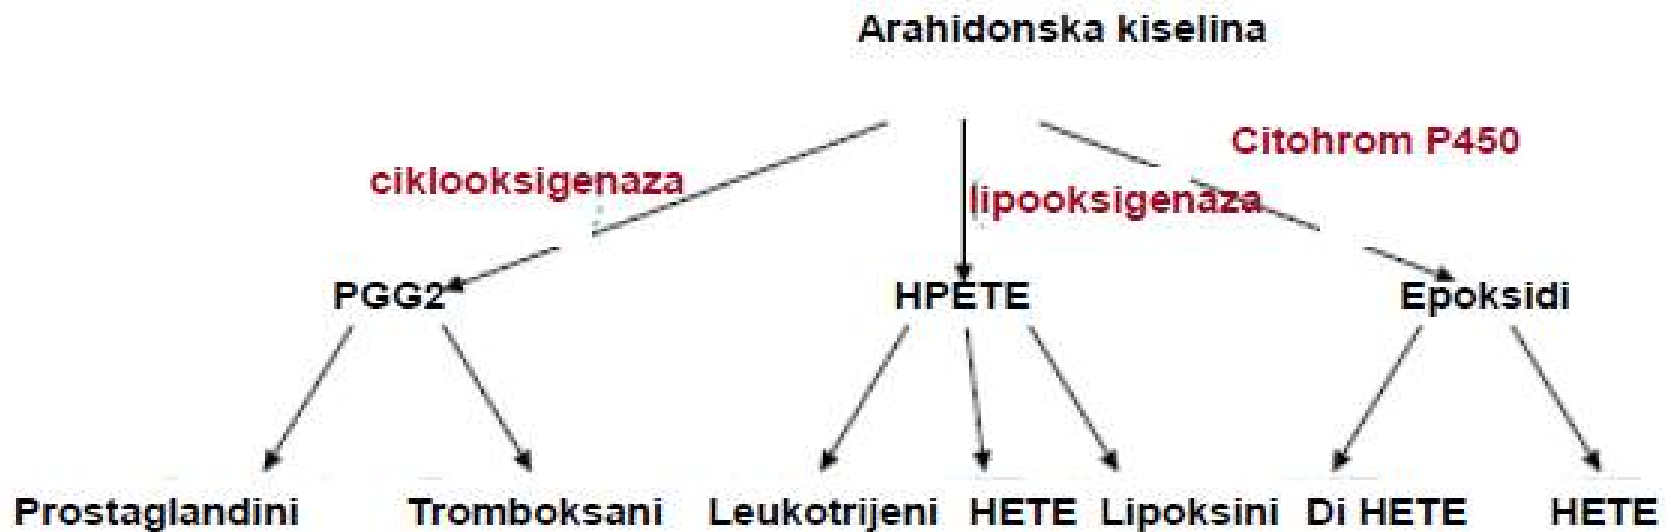 Arahidonska kiselina
Citohrom P450
ciklooksigenaza
lipooksigenaza
PGG2
HPETE
Epoksidi
Prostaglandini
Tromboksani
Leukotrijeni
HETE
Lipoksini
Di HETE
HETE